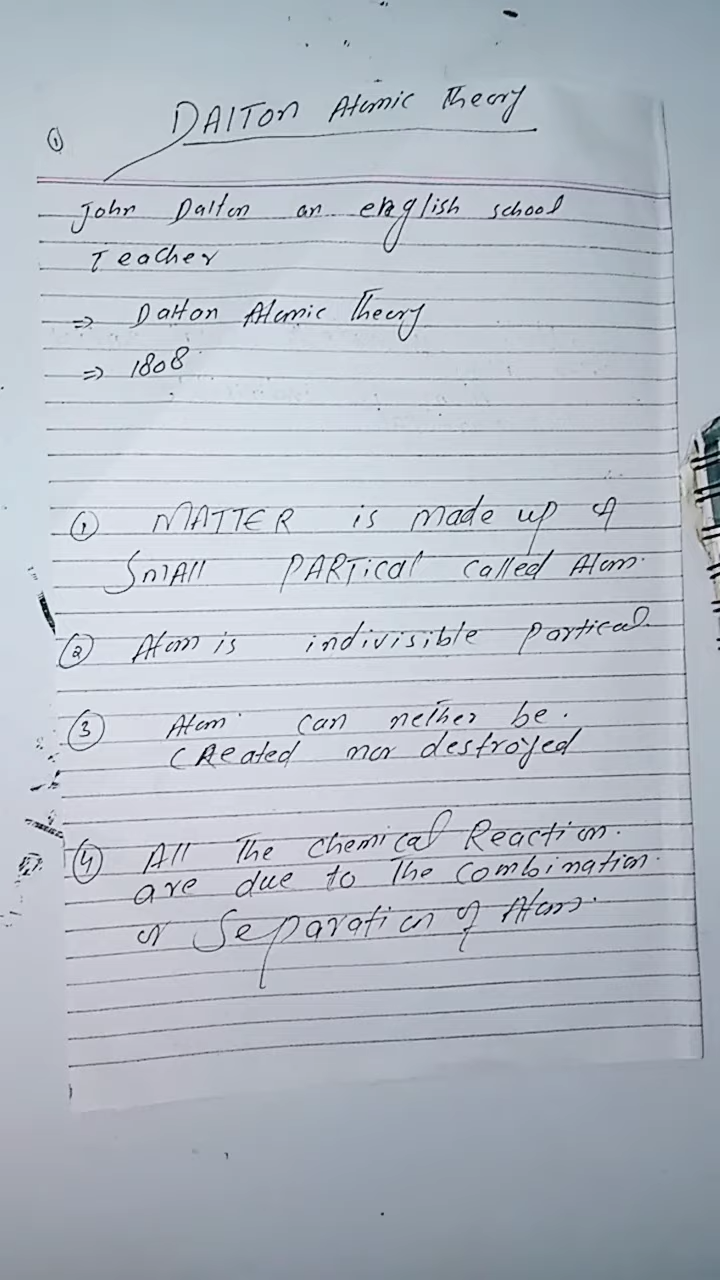 ①
DALTON Atomic Theory
John Dalton an english school
Teacher
⇒ Dalton Atomic Theory
⇒ 1808
① MATTER is made up of
Small PARTical called Atom.
② Atom is indivisible Partical.
③ Atom can neither be.
CReated nor destroyed
④ All The chemical Reaction.
are due to The combination.
or Separation of Atoms.